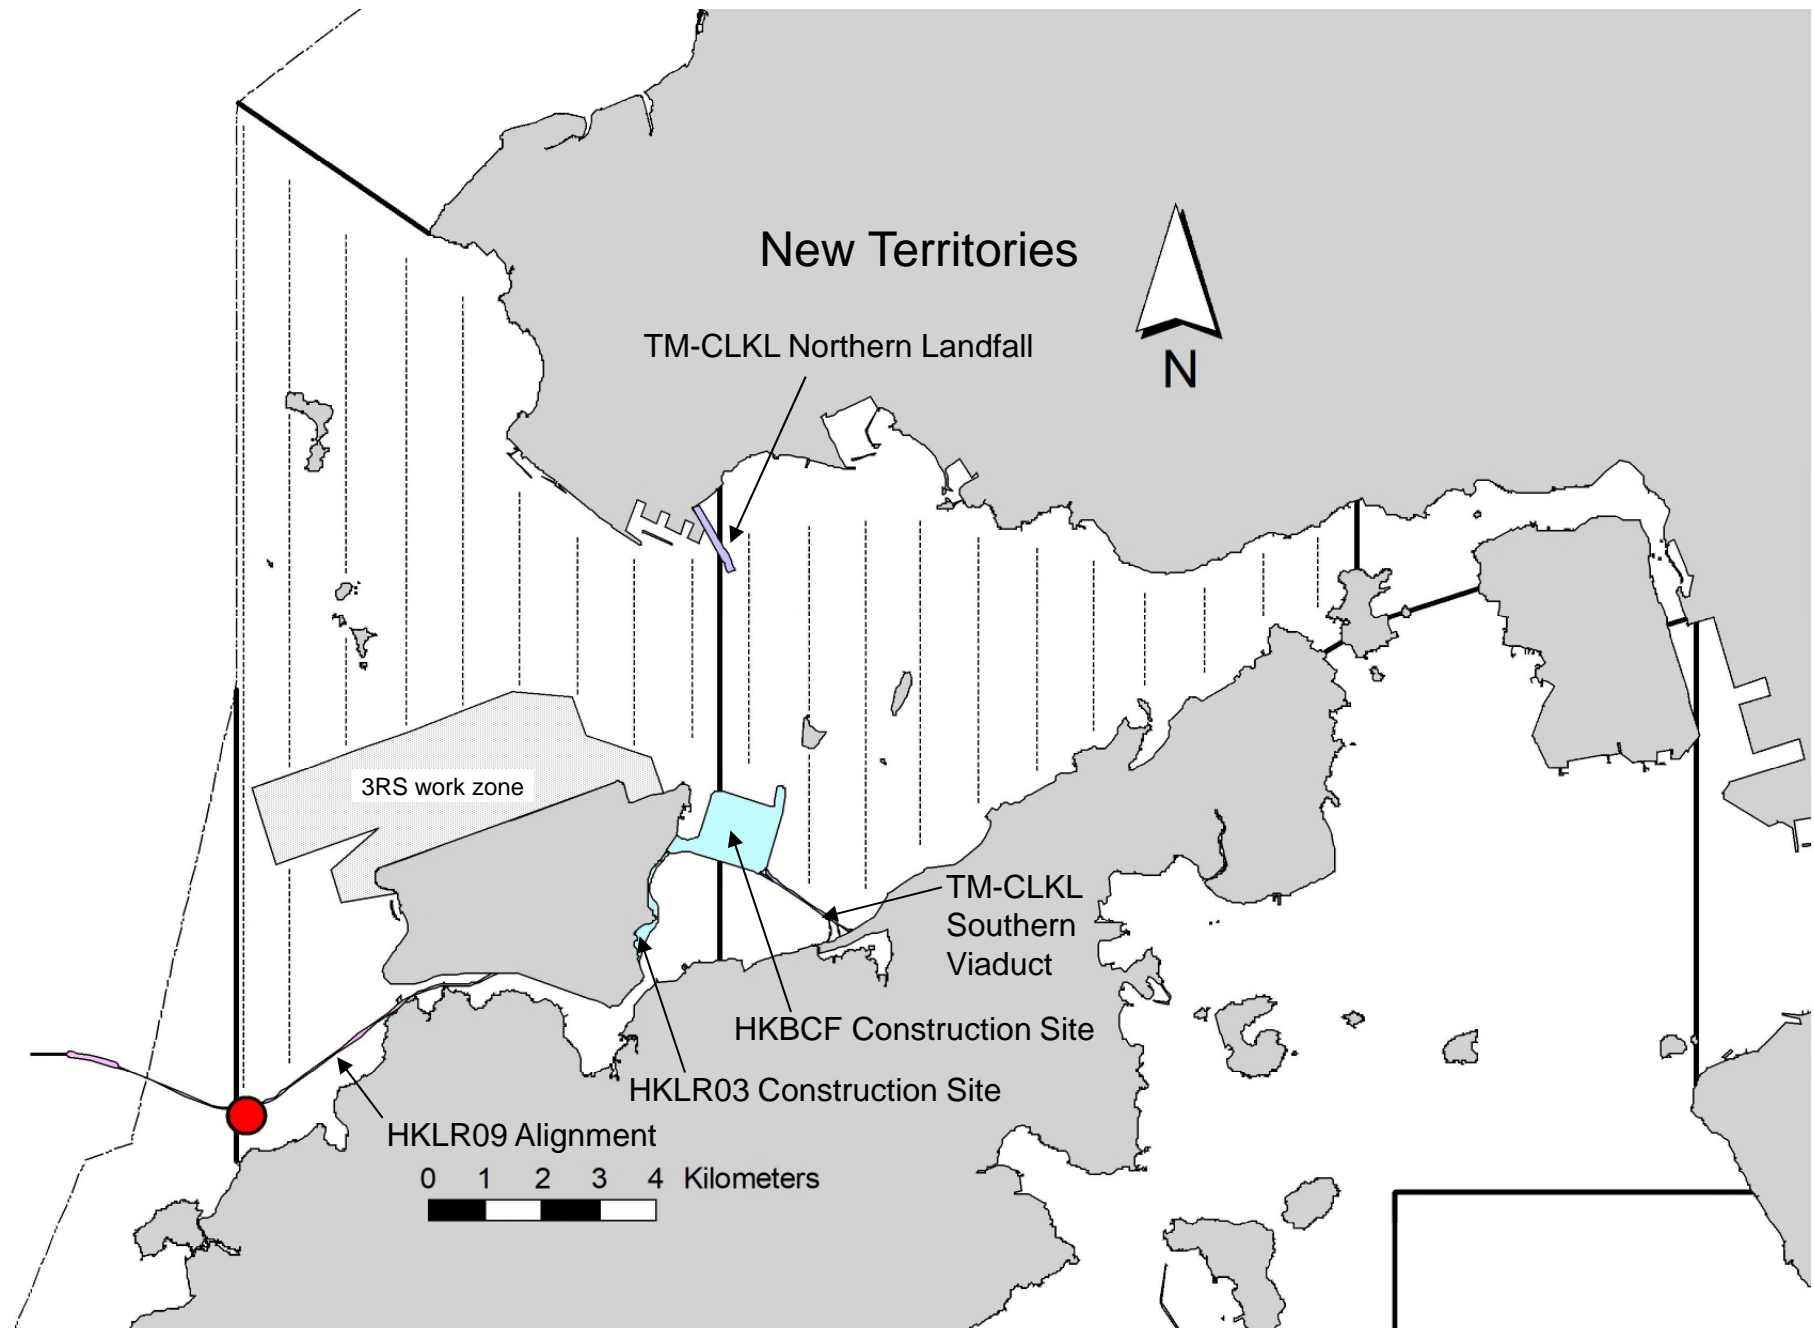 New Territories
TM-CLKL Northern Landfall
N
3RS work zone
TM-CLKL
Southern
Viaduct
HKBCF Construction Site
HKLR03 Construction Site
HKLR09 Alignment
0 1 2 3 4 Kilometers